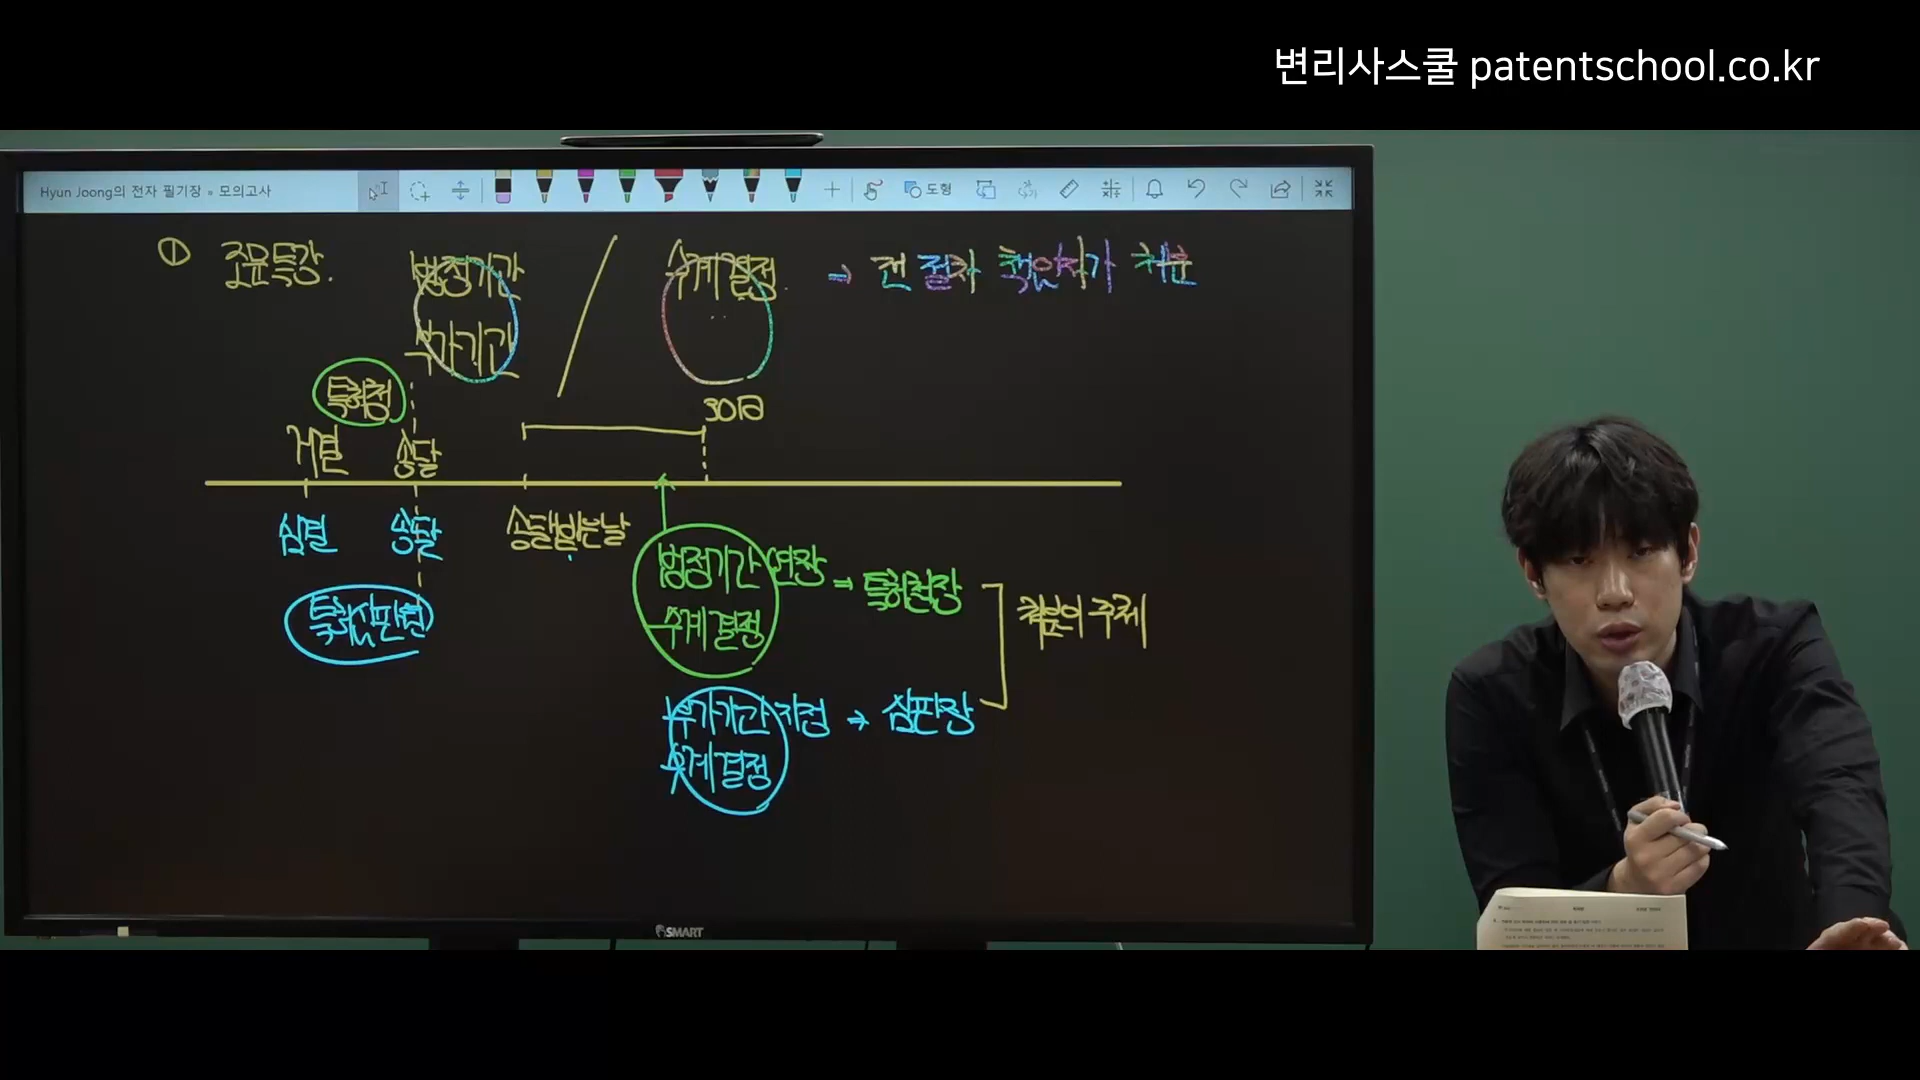 변리사스쿨 patentschool.co.kr
Hyun Joong의 전자 필기장 - 모의고사
도형
① 조문특강. 법정기간 / 수계결정. → 전 절차 책임자가 처분
부가기간
특허청
30日
거절 송달
심결 송달 송달받은날
특허심판원
법정기간 연장 → 특허청장
수계결정
처분의 주체
부가기간 지정 → 심판장
수계결정
SMART